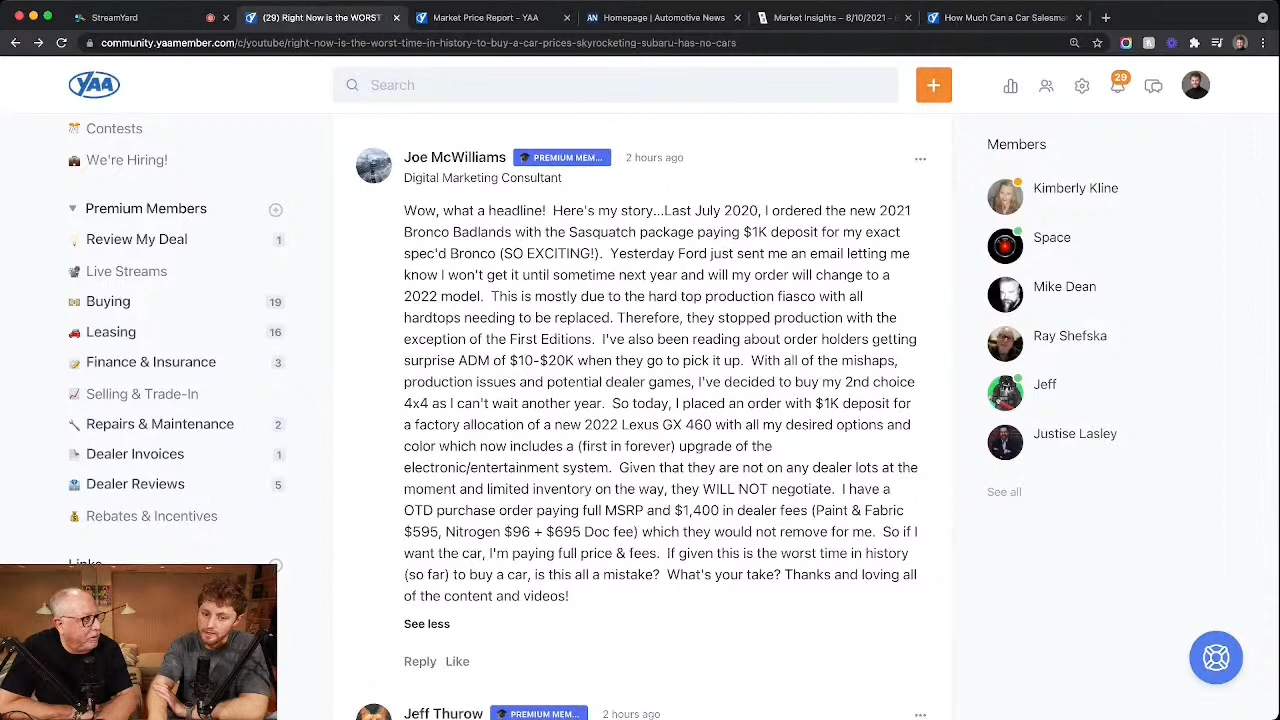 StreamYard
(29) Right Now is the WORST
Market Price Report - YAA
Homepage | Automotive News
Market Insights – 8/10/2021 -
How Much Can a Car Salesma
community.yaamember.com/c/youtube/right-now-is-the-worst-time-in-history-to-buy-a-car-prices-skyrocketing-subaru-has-no-cars
YAA
Search
29
Contests
We're Hiring!
Premium Members
Review My Deal 1
Live Streams
Buying 19
Leasing 16
Finance & Insurance 3
Selling & Trade-In
Repairs & Maintenance 2
Dealer Invoices 1
Dealer Reviews 5
Rebates & Incentives
Links
Joe McWilliams PREMIUM MEM... 2 hours ago
Digital Marketing Consultant
Wow, what a headline! Here's my story...Last July 2020, I ordered the new 2021
Bronco Badlands with the Sasquatch package paying $1K deposit for my exact
spec'd Bronco (SO EXCITING!). Yesterday Ford just sent me an email letting me
know I won't get it until sometime next year and will my order will change to a
2022 model. This is mostly due to the hard top production fiasco with all
hardtops needing to be replaced. Therefore, they stopped production with the
exception of the First Editions. I've also been reading about order holders getting
surprise ADM of $10-$20K when they go to pick it up. With all of the mishaps,
production issues and potential dealer games, I've decided to buy my 2nd choice
4x4 as I can't wait another year. So today, I placed an order with $1K deposit for
a factory allocation of a new 2022 Lexus GX 460 with all my desired options and
color which now includes a (first in forever) upgrade of the
electronic/entertainment system. Given that they are not on any dealer lots at the
moment and limited inventory on the way, they WILL NOT negotiate. I have a
OTD purchase order paying full MSRP and $1,400 in dealer fees (Paint & Fabric
$595, Nitrogen $96 + $695 Doc fee) which they would not remove for me. So if I
want the car, I'm paying full price & fees. If given this is the worst time in history
(so far) to buy a car, is this all a mistake? What's your take? Thanks and loving all
of the content and videos!
See less
Reply Like
Jeff Thurow PREMIUM MEM... 2 hours ago
Members
Kimberly Kline
Space
Mike Dean
Ray Shefska
Jeff
Justise Lasley
See all